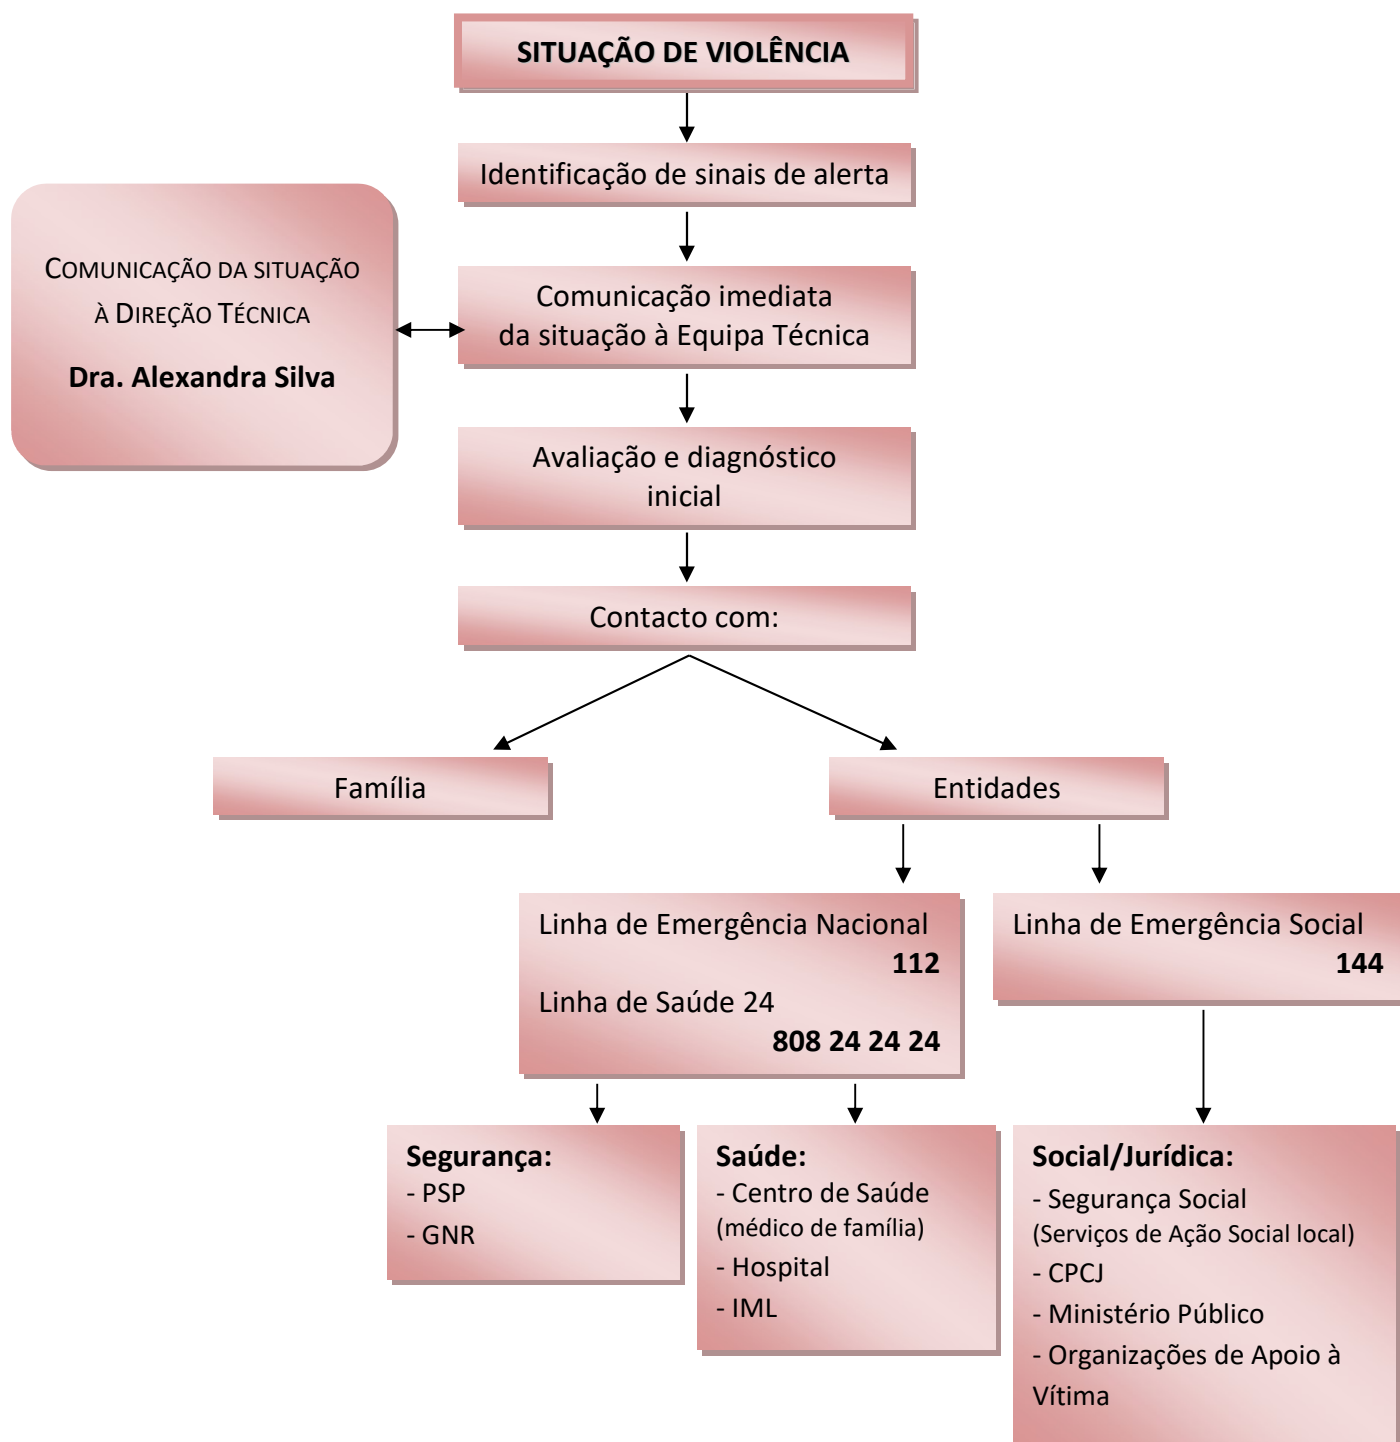 SITUAÇÃO DE VIOLÊNCIA
Identificação de sinais de alerta
COMUNICAÇÃO DA SITUAÇÃO
À DIREÇÃO TÉCNICA
Dra. Alexandra Silva
Comunicação imediata
da situação à Equipa Técnica
Avaliação e diagnóstico
inicial
Contacto com:
Família
Entidades
Linha de Emergência Nacional
112
Linha de Saúde 24
808 24 24 24
Linha de Emergência Social
144
Segurança:
- PSP
- GNR
Saúde:
- Centro de Saúde
(médico de família)
- Hospital
- IML
Social/Jurídica:
- Segurança Social
(Serviços de Ação Social local)
- CPCJ
- Ministério Público
- Organizações de Apoio à
Vítima